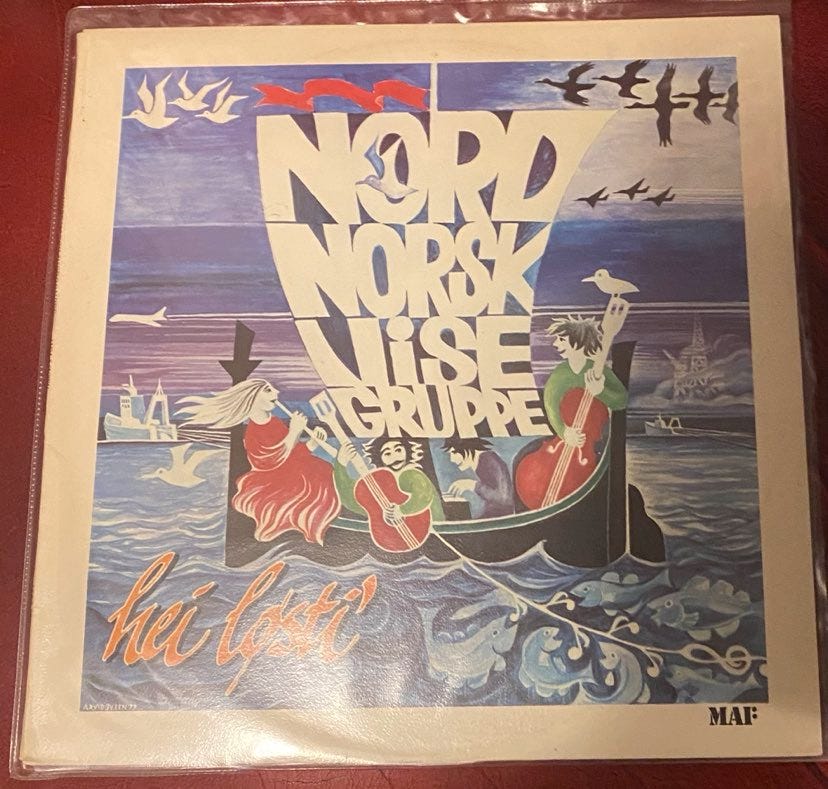 NORD
NORSK
ViSE
GRUPPE
hei løsti'
MAI